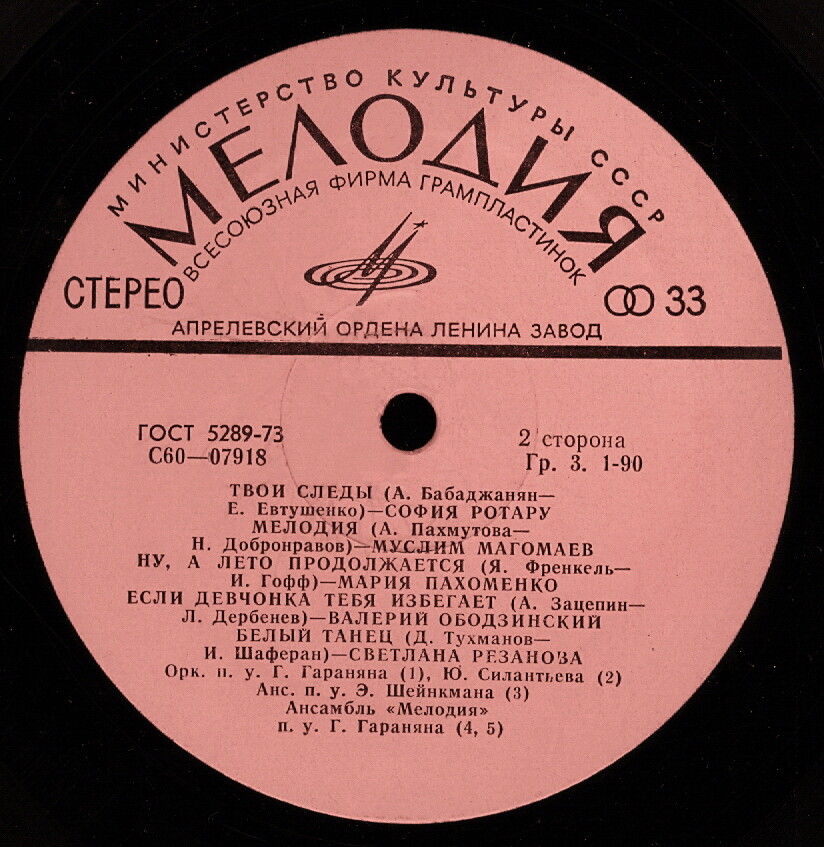 МИНИСТЕРСТВО КУЛЬТУРЫ СССР
МЕЛОДИЯ
ВСЕСОЮЗНАЯ ФИРМА ГРАМПЛАСТИНОК
СТЕРЕО
33
АПРЕЛЕВСКИЙ ОРДЕНА ЛЕНИНА ЗАВОД
ГОСТ 5289-73
2 сторона
С60—07918
Гр. 3. 1-90
ТВОИ СЛЕДЫ (А. Бабаджанян—
Е. Евтушенко)—СОФИЯ РОТАРУ
МЕЛОДИЯ (А. Пахмутова—
Н. Добронравов)—МУСЛИМ МАГОМАЕВ
НУ, А ЛЕТО ПРОДОЛЖАЕТСЯ (Я. Френкель—
И. Гофф)—МАРИЯ ПАХОМЕНКО
ЕСЛИ ДЕВЧОНКА ТЕБЯ ИЗБЕГАЕТ (А. Зацепин—
Л. Дербенев)—ВАЛЕРИЙ ОБОДЗИНСКИЙ
БЕЛЫЙ ТАНЕЦ (Д. Тухманов—
И. Шаферан)—СВЕТЛАНА РЕЗАНОВА
Орк. п. у. Г. Гараняна (1), Ю. Силантьева (2)
Анс. п. у. Э. Шейнкмана (3)
Ансамбль «Мелодия»
п. у. Г. Гараняна (4, 5)